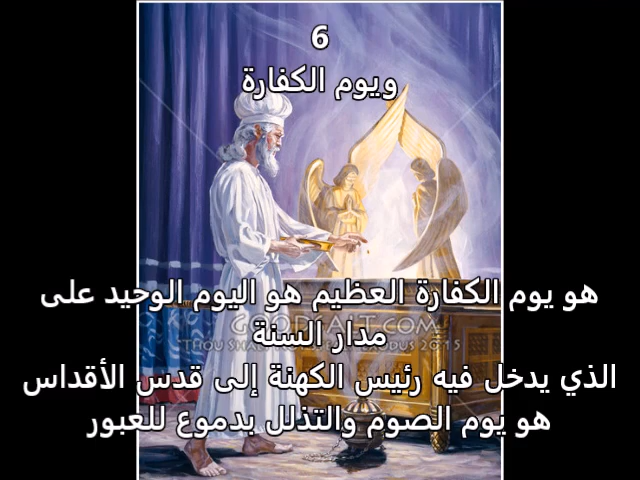 6
ويوم الكفارة
هو يوم الكفارة العظيم هو اليوم الوحيد على
مدار السنة
الذي يدخل فيه رئيس الكهنة إلى قدس الأقداس
هو يوم الصوم والتذلل بدموع للعبور